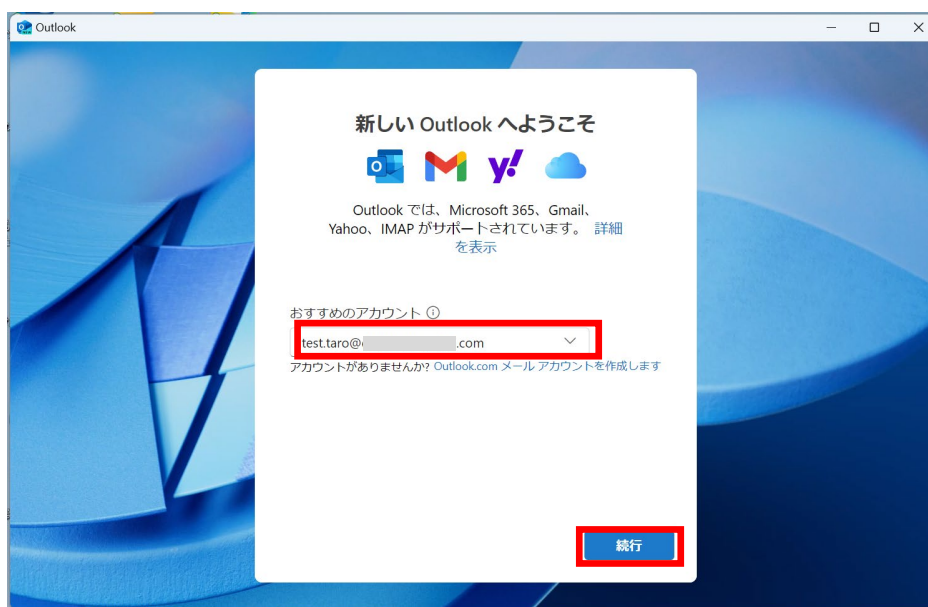 Outlook
新しい Outlook へようこそ
Outlook では、Microsoft 365、Gmail、
Yahoo、IMAP がサポートされています。 詳細
を表示
おすすめのアカウント
test.taro@ .com
アカウントがありませんか? Outlook.com メール アカウントを作成します
続行